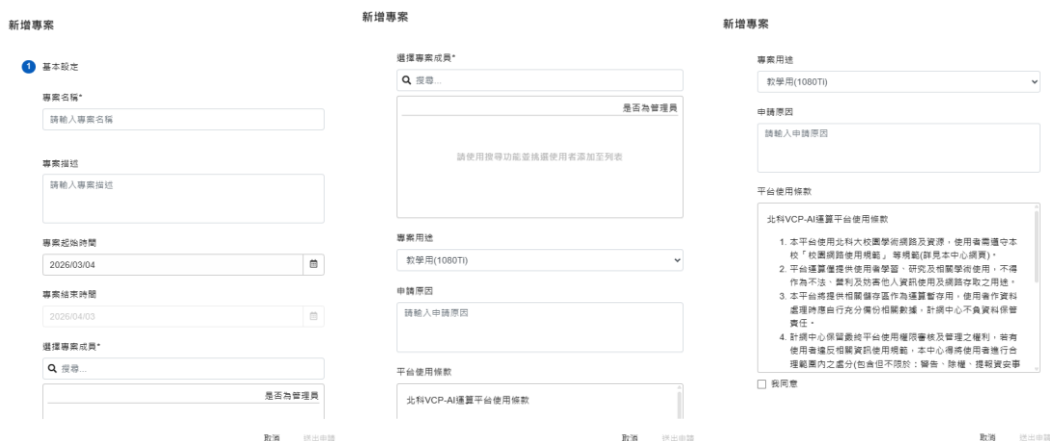 新增專案
1 基本設定
專案名稱*
請輸入專案名稱
專案描述
請輸入專案描述
專案起始時間
2026/03/04
專案結束時間
2026/04/03
選擇專案成員*
搜尋...
是否為管理員
取消 送出申請
新增專案
選擇專案成員*
搜尋...
是否為管理員
請使用搜尋功能並挑選使用者添加至列表
專案用途
教學用(1080Ti)
申請原因
請輸入申請原因
平台使用條款
北科VCP-AI運算平台使用條款
取消 送出申請
新增專案
專案用途
教學用(1080Ti)
申請原因
請輸入申請原因
平台使用條款
北科VCP-AI運算平台使用條款
1. 本平台使用北科大校園學術網路及資源，使用者需遵守本
校「校園網路使用規範」 等規範(詳見本中心網頁)。
2. 平台運算僅提供使用者學習、研究及相關學術使用，不得
作為不法、營利及妨害他人資訊使用及網路存取之用途。
3. 本平台將提供相關儲存區作為運算暫存用，使用者作資料
處理時應自行充分備份相關數據，計網中心不負資料保管
責任。
4. 計網中心保留最終平台使用權限審核及管理之權利，若有
使用者違反相關資訊使用規範，本中心得將使用者進行合
理範圍內之處分(包含但不限於：警告、除權、提報資安事
我同意
取消 送出申請